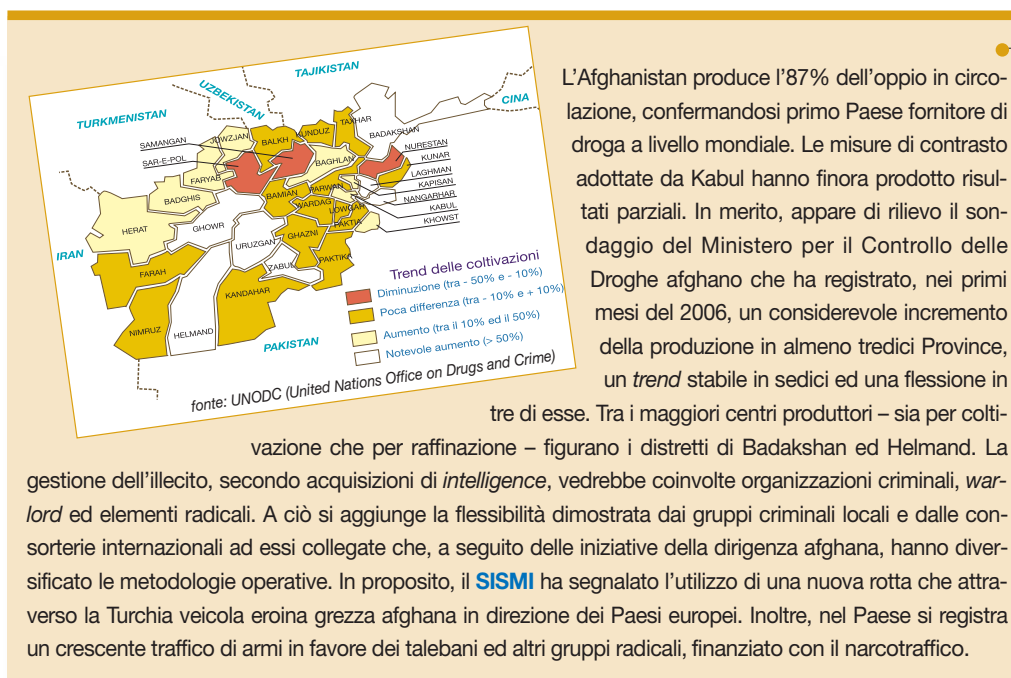 TAJIKISTAN
UZBEKISTAN
CINA
TURKMENISTAN
TAKHAR
KUNDUZ
BADAKSHAN
JOWZJAN
BALKH
SAMANGAN
NURESTAN
SAR-E-POL
BAGHLAN
KUNAR
LAGHMAN
FARYAB
KAPISAN
PARWAN
BAMIAN
NANGARHAR
BADGHIS
WARDAG
KABUL
LOWGAR
KHOWST
HERAT
GHOWR
PAKTIA
IRAN
URUZGAN
GHAZNI
FARAH
ZABUL
PAKTIKA
KANDAHAR
NIMRUZ
HELMAND
PAKISTAN
Trend delle coltivazioni
Diminuzione (tra - 50% e - 10%)
Poca differenza (tra - 10% e + 10%)
Aumento (tra il 10% ed il 50%)
Notevole aumento (> 50%)
fonte: UNODC (United Nations Office on Drugs and Crime)
L'Afghanistan produce l'87% dell'oppio in circo-
lazione, confermandosi primo Paese fornitore di
droga a livello mondiale. Le misure di contrasto
adottate da Kabul hanno finora prodotto risul-
tati parziali. In merito, appare di rilievo il son-
daggio del Ministero per il Controllo delle
Droghe afghano che ha registrato, nei primi
mesi del 2006, un considerevole incremento
della produzione in almeno tredici Province,
un trend stabile in sedici ed una flessione in
tre di esse. Tra i maggiori centri produttori – sia per colti-
vazione che per raffinazione – figurano i distretti di Badakshan ed Helmand. La
gestione dell'illecito, secondo acquisizioni di intelligence, vedrebbe coinvolte organizzazioni criminali, war-
lord ed elementi radicali. A ciò si aggiunge la flessibilità dimostrata dai gruppi criminali locali e dalle con-
sorterie internazionali ad essi collegate che, a seguito delle iniziative della dirigenza afghana, hanno diver-
sificato le metodologie operative. In proposito, il SISMI ha segnalato l'utilizzo di una nuova rotta che attra-
verso la Turchia veicola eroina grezza afghana in direzione dei Paesi europei. Inoltre, nel Paese si registra
un crescente traffico di armi in favore dei talebani ed altri gruppi radicali, finanziato con il narcotraffico.